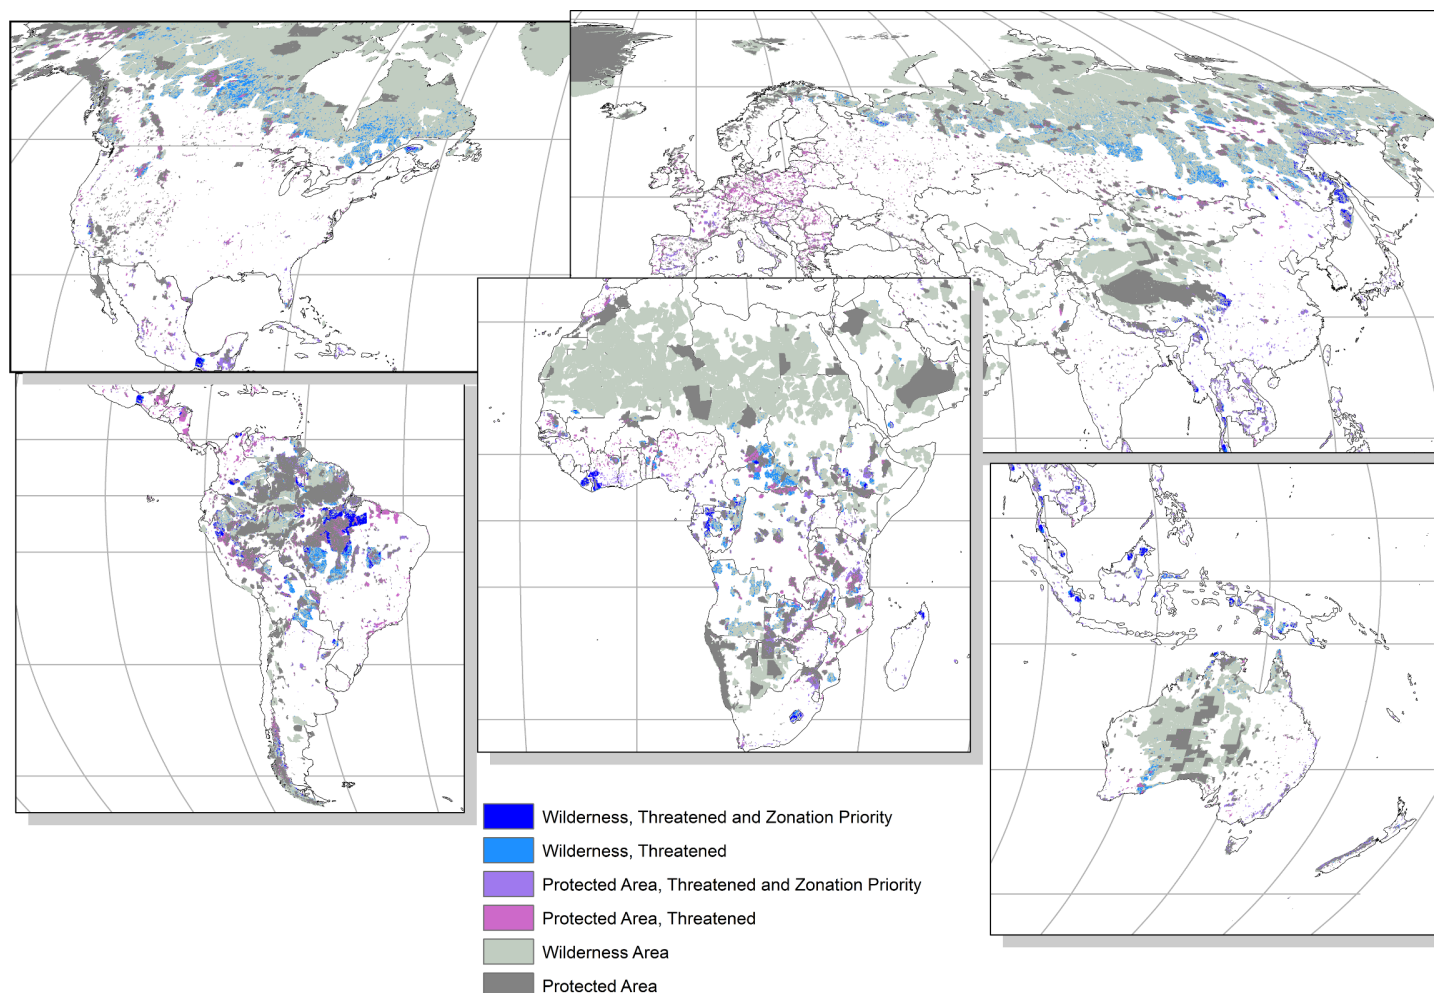 Wilderness, Threatened and Zonation Priority
Wilderness, Threatened
Protected Area, Threatened and Zonation Priority
Protected Area, Threatened
Wilderness Area
Protected Area